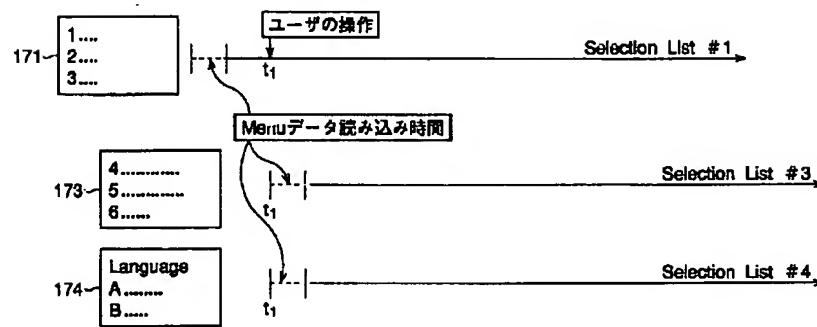 ユーザの操作
171
1....
2....
3....
t1
Selection List #1
Menuデータ読み込み時間
173
4............
5.............
6......
t1
Selection List #3
174
Language
A.........
B.....
t1
Selection List #4